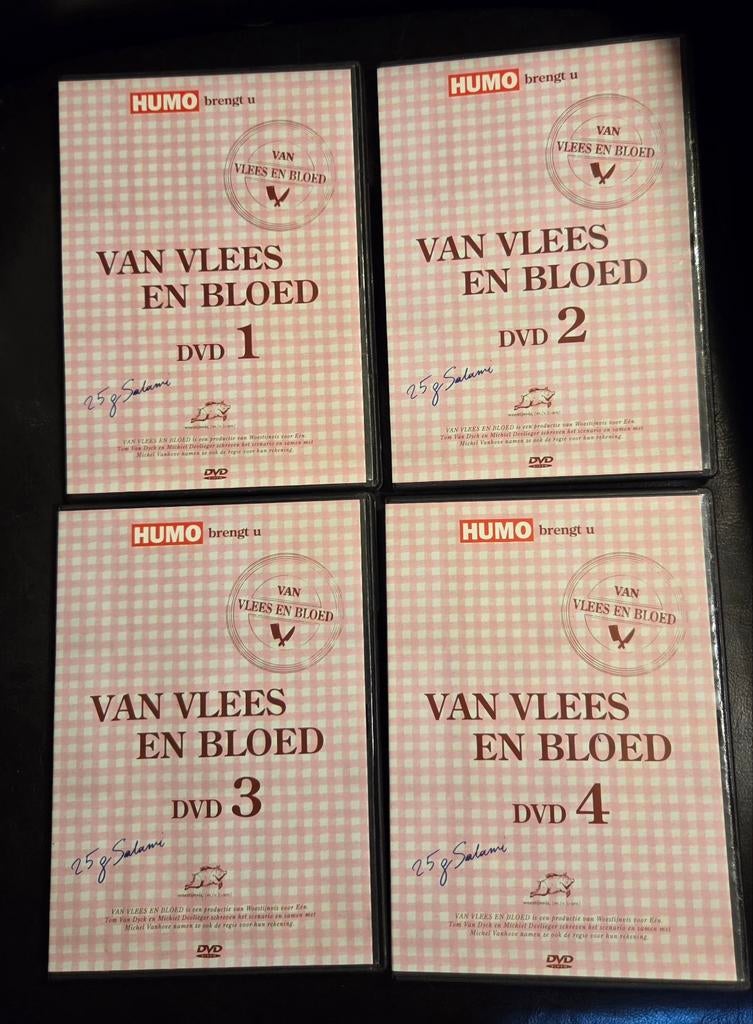 HUMO brengt u
VAN
VLEES EN BLOED
VAN VLEES
EN BLOED
DVD 1
25 g Salami
VAN VLEES EN BLOED is een productie van Woestijnvis voor Eén.
Tom Van Dyck en Michiel Devlieger schreven het scenario en samen met
Michel Vanhove namen ze ook de regie voor hun rekening.
DVD
VIDEO
HUMO brengt u
VAN
VLEES EN BLOED
VAN VLEES
EN BLOED
DVD 2
25 g Salami
VAN VLEES EN BLOED is een productie van Woestijnvis voor Eén.
Tom Van Dyck en Michiel Devlieger schreven het scenario en samen met
Michel Vanhove namen ze ook de regie voor hun rekening.
DVD
VIDEO
HUMO brengt u
VAN
VLEES EN BLOED
VAN VLEES
EN BLOED
DVD 3
25 g Salami
VAN VLEES EN BLOED is een productie van Woestijnvis voor Eén.
Tom Van Dyck en Michiel Devlieger schreven het scenario en samen met
Michel Vanhove namen ze ook de regie voor hun rekening.
DVD
VIDEO
HUMO brengt u
VAN
VLEES EN BLOED
VAN VLEES
EN BLOED
DVD 4
25 g Salami
VAN VLEES EN BLOED is een productie van Woestijnvis voor Eén.
Tom Van Dyck en Michiel Devlieger schreven het scenario en samen met
Michel Vanhove namen ze ook de regie voor hun rekening.
DVD
VIDEO